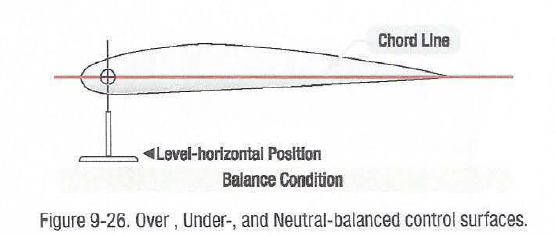 Chord Line
◄Level-horizontal Position
Balance Condition
Figure 9-26. Over , Under-, and Neutral-balanced control surfaces.